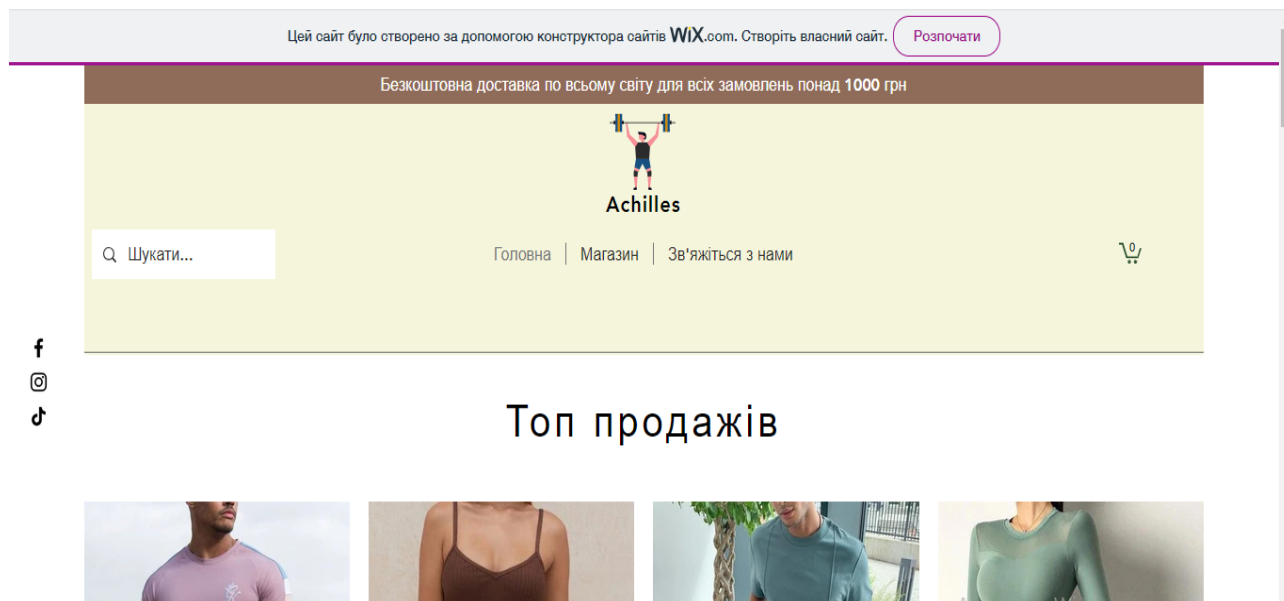 Цей сайт було створено за допомогою конструктора сайтів WiX.com. Створіть власний сайт. Розпочати
Безкоштовна доставка по всьому світу для всіх замовлень понад 1000 грн
Achilles
Шукати...
Головна
Магазин
Зв'яжіться з нами
0
Топ продажів